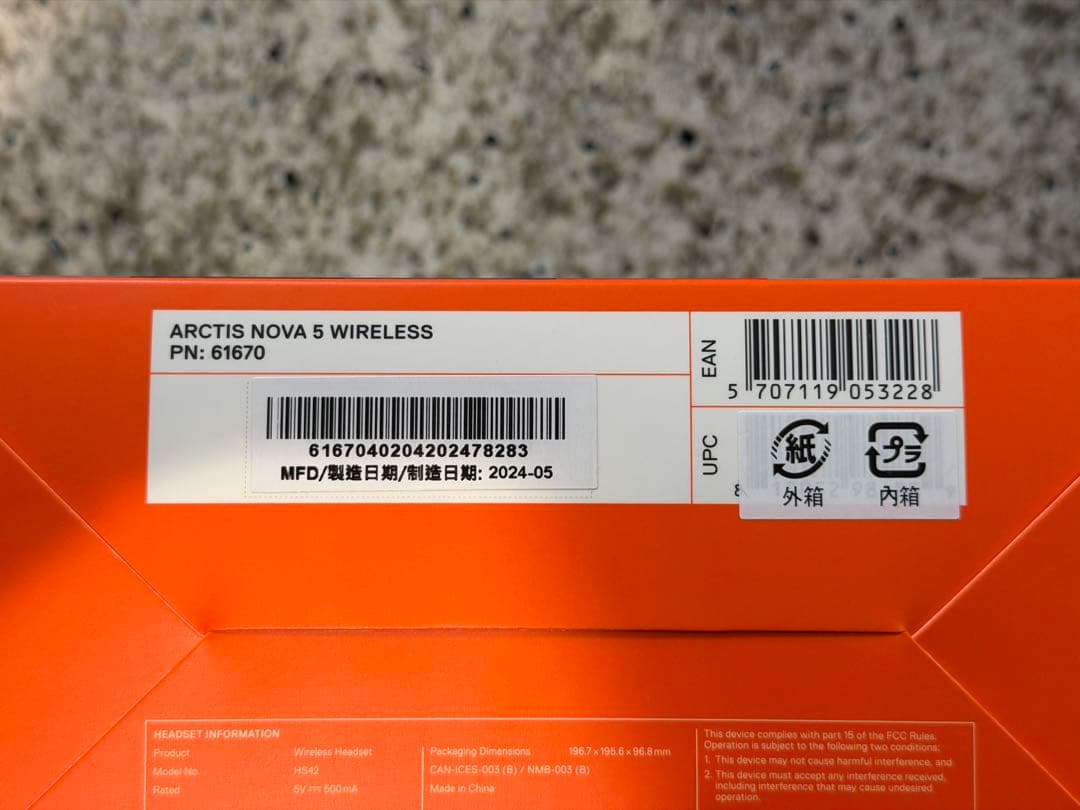 ARCTIS NOVA 5 WIRELESS
PN: 61670
6167040204202478283
MFD/製造日期/制造日期: 2024-05
EAN
5 707119 053228
UPC
紙
外箱
プラ
內箱
HEADSET INFORMATION
Product Wireless Headset
Model No. HS42
Rated 5V ⎓ 500mA
Packaging Dimensions 196.7 x 195.6 x 96.8 mm
CAN-ICES-003 (B) / NMB-003 (B)
Made in China
This device complies with part 15 of the FCC Rules.
Operation is subject to the following two conditions:
1. This device may not cause harmful interference, and
2. This device must accept any interference received,
including interference that may cause undesired
operation.